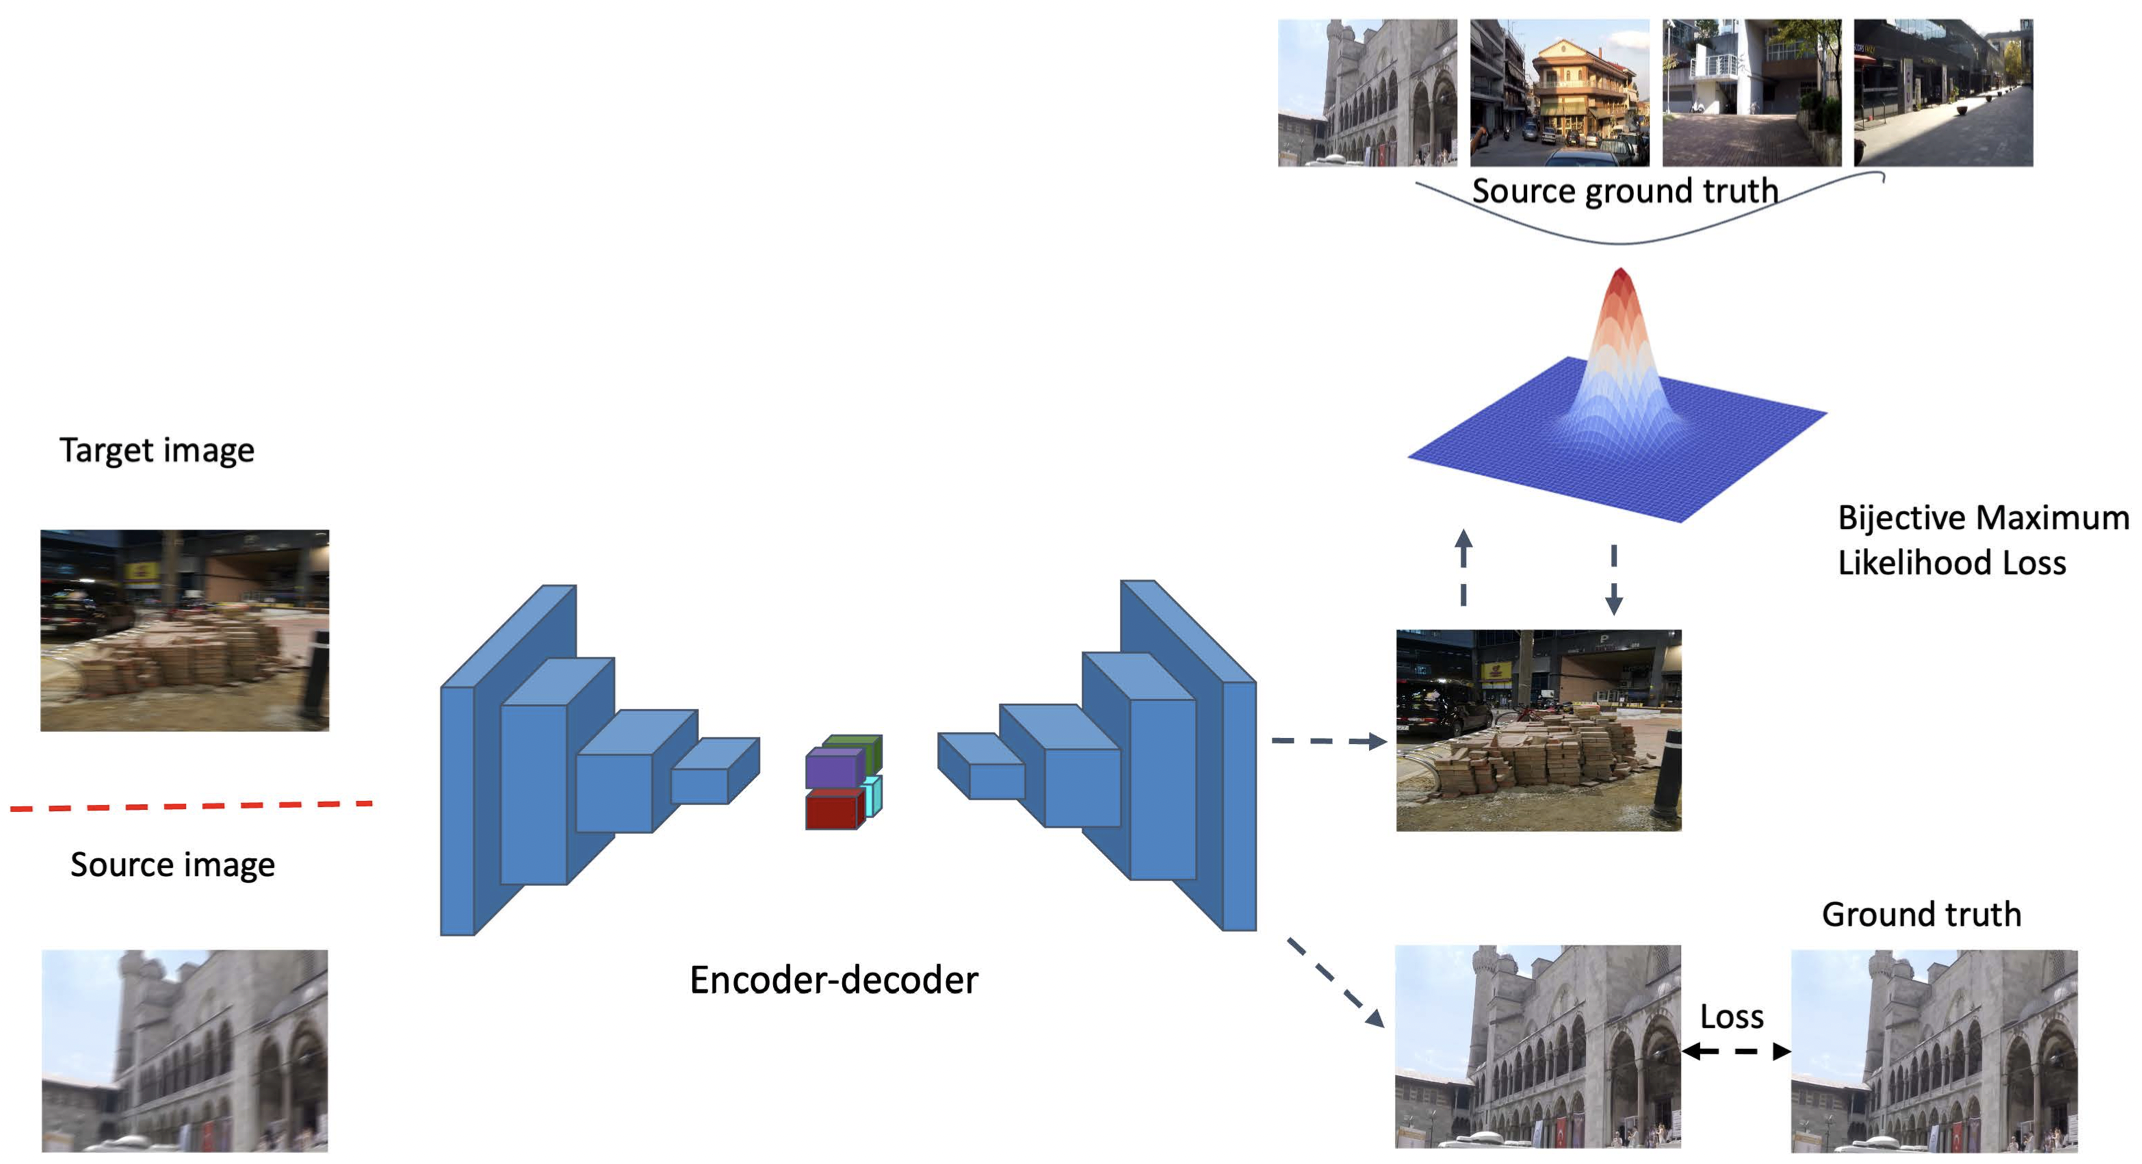 Source ground truth
Target image
Bijective Maximum
Likelihood Loss
P
Source image
Ground truth
Encoder-decoder
Loss